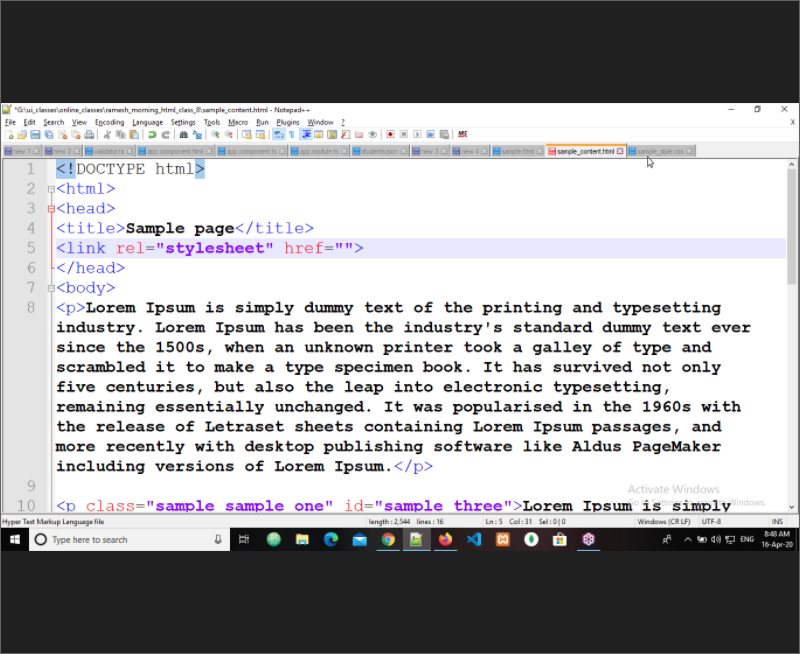 *G:\ui_classes\online_classes\ramesh_morning_html_class_8\sample_content.html - Notepad++
File Edit Search View Encoding Language Settings Tools Macro Run Plugins Window ? X
new 1 new 2 validator.ts app.component.html app.component.ts app.module.ts students.json new 3 new 4 sample.html sample_content.html sample_style.css
1 <!DOCTYPE html>
2 <html>
3 <head>
4 <title>Sample page</title>
5 <link rel="stylesheet" href="">
6 </head>
7 <body>
8 <p>Lorem Ipsum is simply dummy text of the printing and typesetting
industry. Lorem Ipsum has been the industry's standard dummy text ever
since the 1500s, when an unknown printer took a galley of type and
scrambled it to make a type specimen book. It has survived not only
five centuries, but also the leap into electronic typesetting,
remaining essentially unchanged. It was popularised in the 1960s with
the release of Letraset sheets containing Lorem Ipsum passages, and
more recently with desktop publishing software like Aldus PageMaker
including versions of Lorem Ipsum.</p>
9
10 <p class="sample sample_one" id="sample_three">Lorem Ipsum is simply
Activate Windows
Go to Settings to activate Windows.
Hyper Text Markup Language file length : 2,544 lines : 16 Ln : 5 Col : 31 Sel : 0 | 0 Windows (CR LF) UTF-8 INS
Type here to search ENG 8:48 AM
16-Apr-20